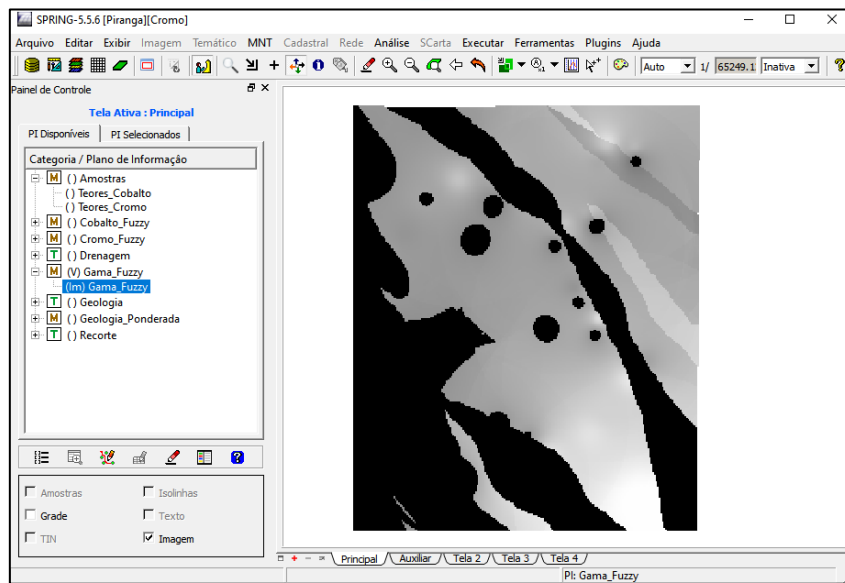 SPRING-5.5.6 [Piranga][Cromo]
Arquivo Editar Exibir Imagem Temático MNT Cadastral Rede Análise SCarta Executar Ferramentas Plugins Ajuda
Auto 1/ 65249.1 Inativa
Painel de Controle
Tela Ativa : Principal
PI Disponíveis PI Selecionados
Categoria / Plano de Informação
M ( ) Amostras
( ) Teores_Cobalto
( ) Teores_Cromo
M ( ) Cobalto_Fuzzy
M ( ) Cromo_Fuzzy
T ( ) Drenagem
M (V) Gama_Fuzzy
(Im) Gama_Fuzzy
T ( ) Geologia
M ( ) Geologia_Ponderada
T ( ) Recorte
Amostras Isolinhas
Grade Texto
TIN Imagem
Principal Auxiliar Tela 2 Tela 3 Tela 4
PI: Gama_Fuzzy